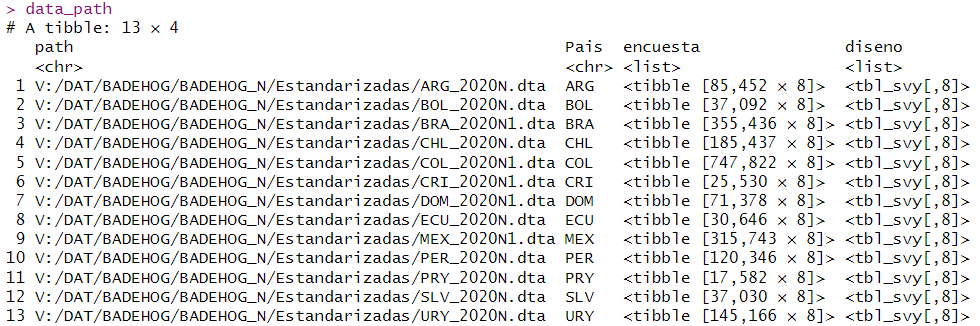 > data_path
# A tibble: 13 × 4
path Pais encuesta diseno
<chr> <chr> <list> <list>
1 V:/DAT/BADEHOG/BADEHOG_N/Estandarizadas/ARG_2020N.dta ARG <tibble [85,452 × 8]> <tbl_svy[,8]>
2 V:/DAT/BADEHOG/BADEHOG_N/Estandarizadas/BOL_2020N.dta BOL <tibble [37,092 × 8]> <tbl_svy[,8]>
3 V:/DAT/BADEHOG/BADEHOG_N/Estandarizadas/BRA_2020N1.dta BRA <tibble [355,436 × 8]> <tbl_svy[,8]>
4 V:/DAT/BADEHOG/BADEHOG_N/Estandarizadas/CHL_2020N.dta CHL <tibble [185,437 × 8]> <tbl_svy[,8]>
5 V:/DAT/BADEHOG/BADEHOG_N/Estandarizadas/COL_2020N1.dta COL <tibble [747,822 × 8]> <tbl_svy[,8]>
6 V:/DAT/BADEHOG/BADEHOG_N/Estandarizadas/CRI_2020N1.dta CRI <tibble [25,530 × 8]> <tbl_svy[,8]>
7 V:/DAT/BADEHOG/BADEHOG_N/Estandarizadas/DOM_2020N1.dta DOM <tibble [71,378 × 8]> <tbl_svy[,8]>
8 V:/DAT/BADEHOG/BADEHOG_N/Estandarizadas/ECU_2020N.dta ECU <tibble [30,646 × 8]> <tbl_svy[,8]>
9 V:/DAT/BADEHOG/BADEHOG_N/Estandarizadas/MEX_2020N1.dta MEX <tibble [315,743 × 8]> <tbl_svy[,8]>
10 V:/DAT/BADEHOG/BADEHOG_N/Estandarizadas/PER_2020N.dta PER <tibble [120,346 × 8]> <tbl_svy[,8]>
11 V:/DAT/BADEHOG/BADEHOG_N/Estandarizadas/PRY_2020N.dta PRY <tibble [17,582 × 8]> <tbl_svy[,8]>
12 V:/DAT/BADEHOG/BADEHOG_N/Estandarizadas/SLV_2020N.dta SLV <tibble [37,030 × 8]> <tbl_svy[,8]>
13 V:/DAT/BADEHOG/BADEHOG_N/Estandarizadas/URY_2020N.dta URY <tibble [145,166 × 8]> <tbl_svy[,8]>